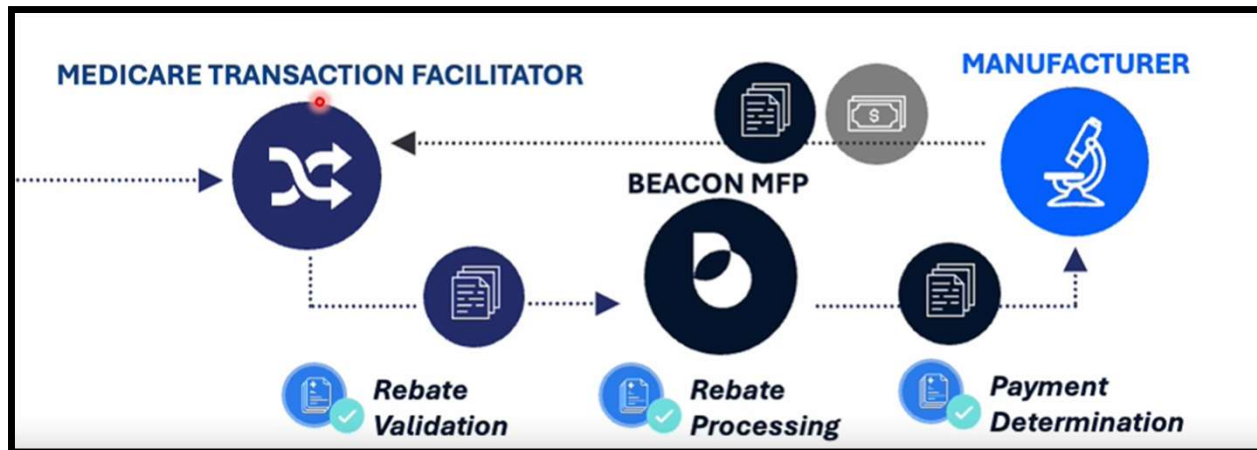 MEDICARE TRANSACTION FACILITATOR
MANUFACTURER
$
BEACON MFP
Rebate
Validation
Rebate
Processing
Payment
Determination